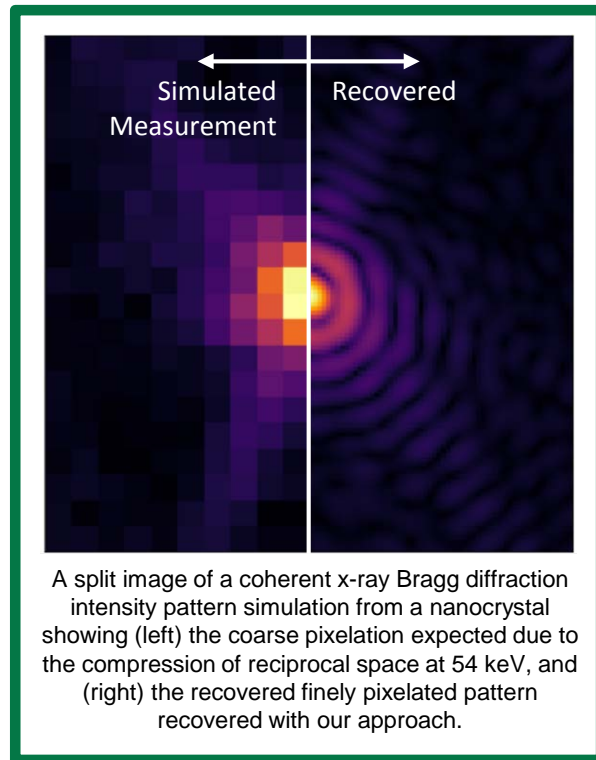 Simulated
Measurement
Recovered
A split image of a coherent x-ray Bragg diffraction
intensity pattern simulation from a nanocrystal
showing (left) the coarse pixelation expected due to
the compression of reciprocal space at 54 keV, and
(right) the recovered finely pixelated pattern
recovered with our approach.